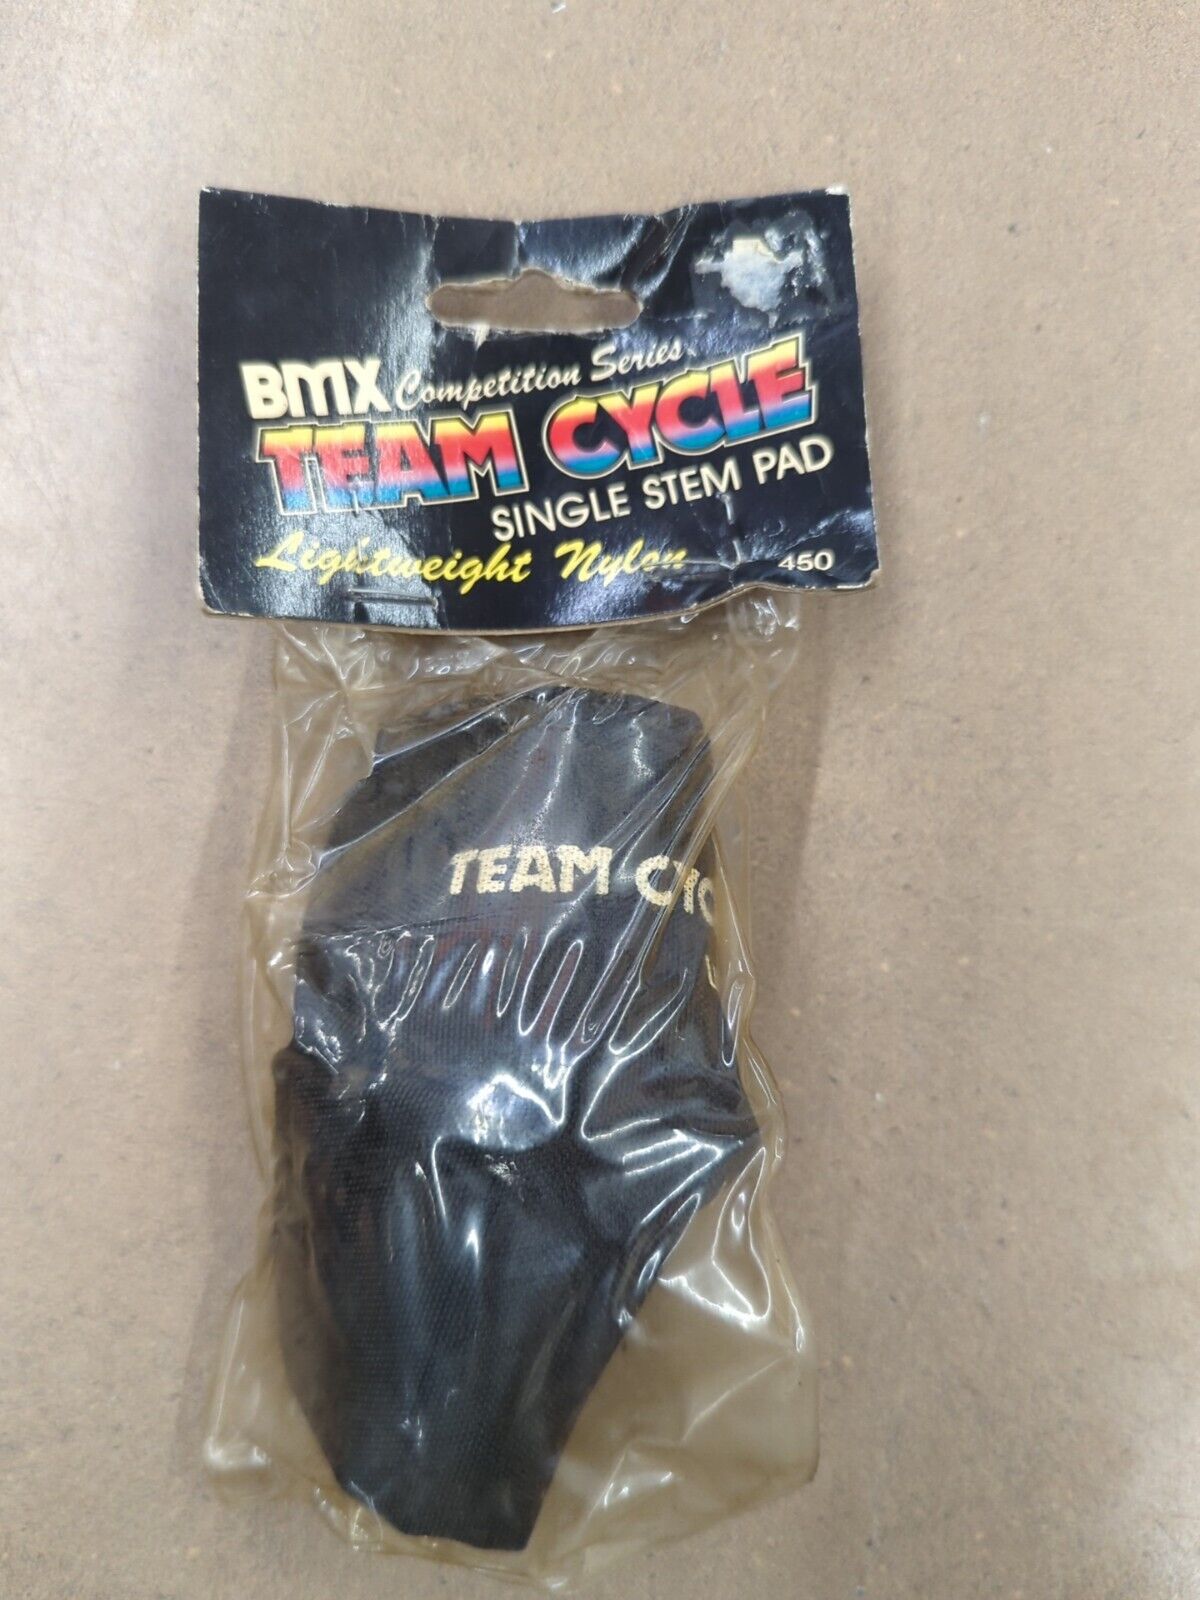 BMX Competition Series
TEAM CYCLE
SINGLE STEM PAD
Lightweight Nylon 450
TEAM CYC